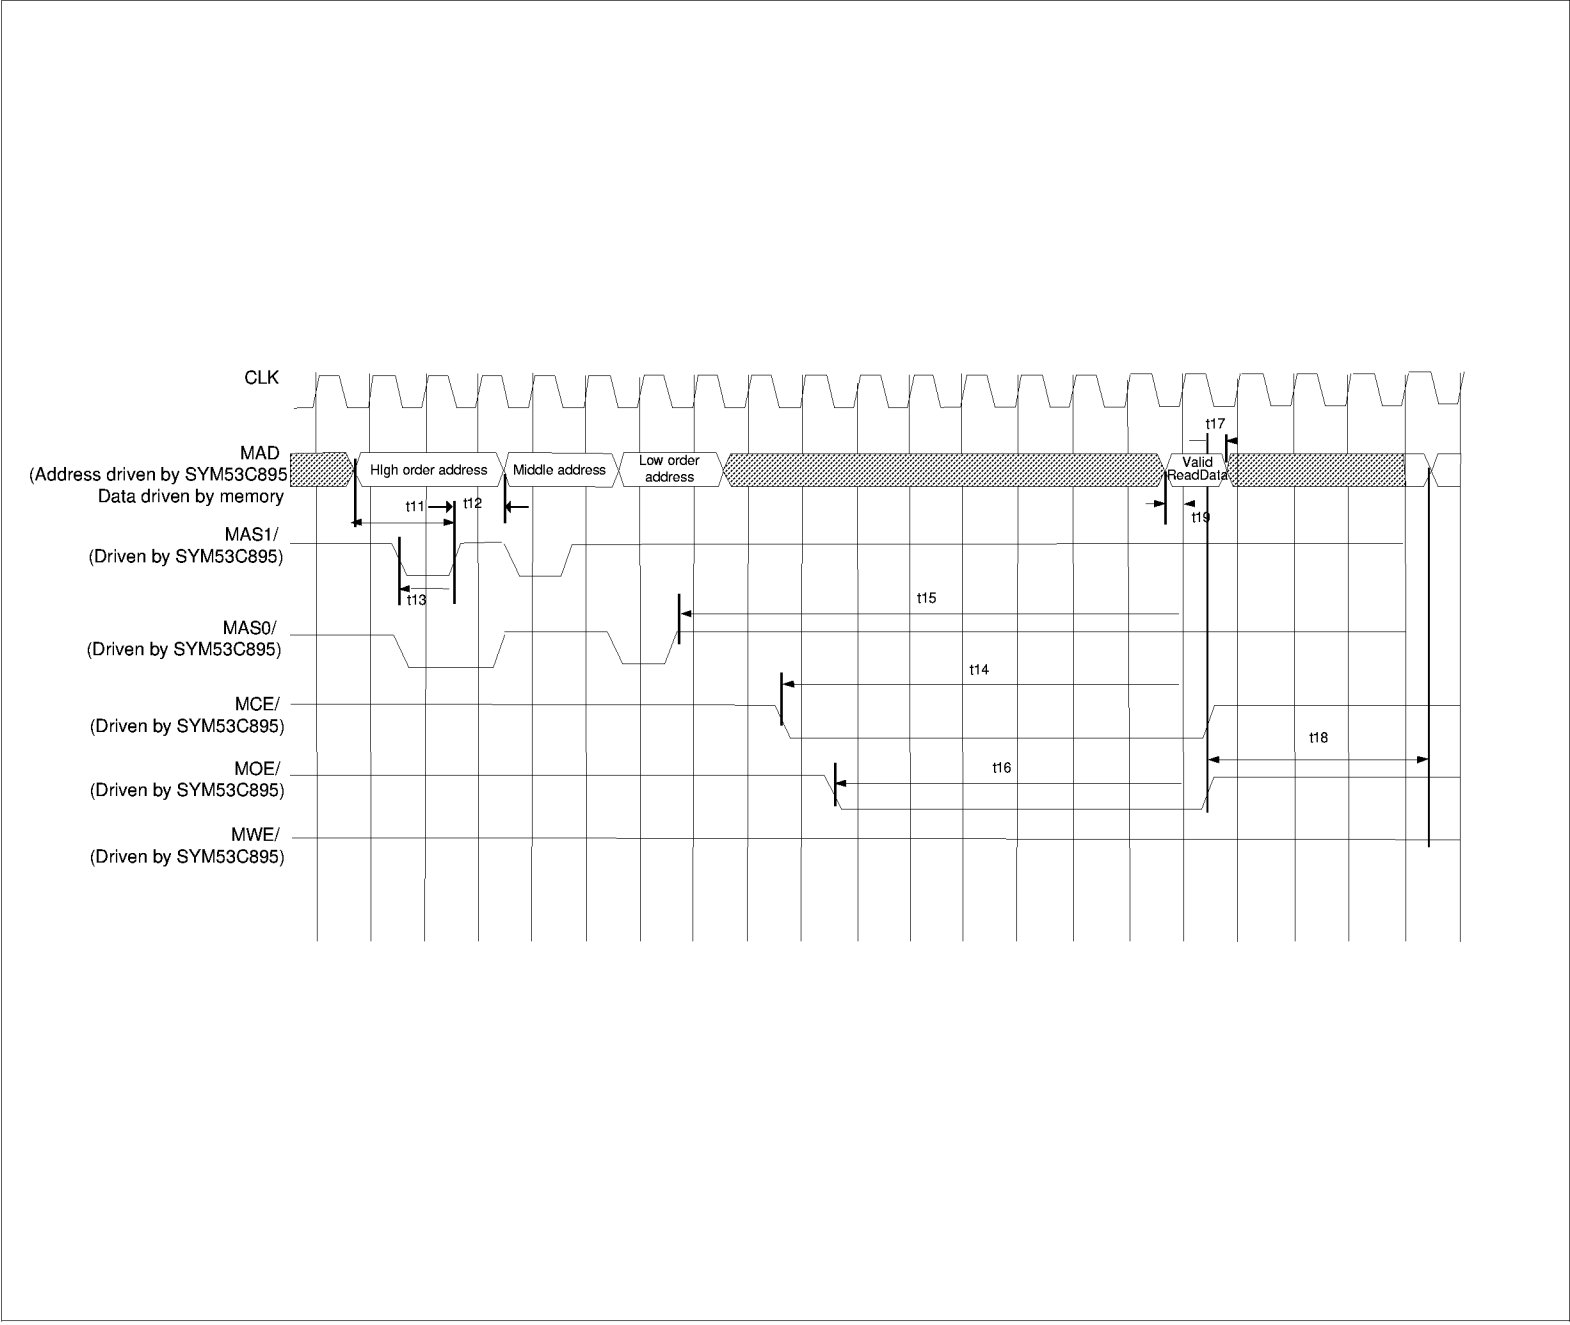 CLK
t17
MAD
(Address driven by SYM53C895
Data driven by memory
HIgh order address
Middle address
Low order
address
Valid
ReadData
t11
t12
t19
MAS1/
(Driven by SYM53C895)
t13
t15
MAS0/
(Driven by SYM53C895)
t14
MCE/
(Driven by SYM53C895)
t18
MOE/
(Driven by SYM53C895)
t16
MWE/
(Driven by SYM53C895)